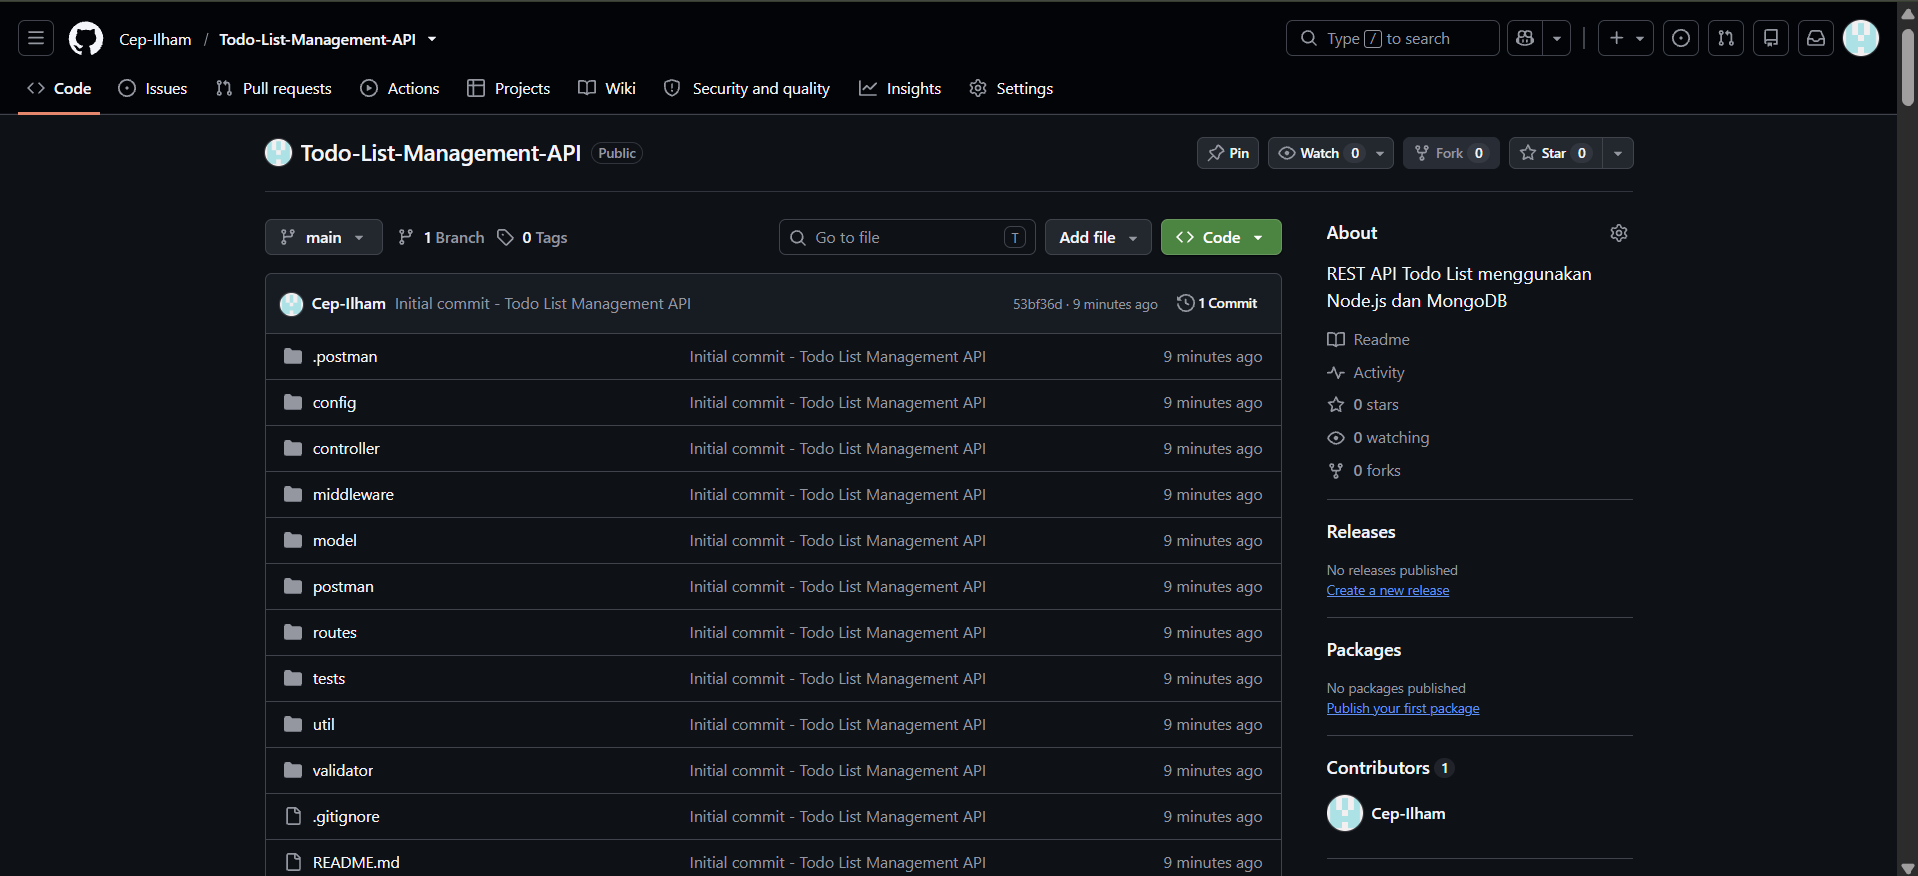 Cep-Ilham / Todo-List-Management-API
Type / to search
Code
Issues
Pull requests
Actions
Projects
Wiki
Security and quality
Insights
Settings
Todo-List-Management-API Public
Pin
Watch 0
Fork 0
Star 0
main
1 Branch
0 Tags
Go to file T
Add file
Code
Cep-Ilham Initial commit - Todo List Management API 53bf36d · 9 minutes ago 1 Commit
.postman Initial commit - Todo List Management API 9 minutes ago
config Initial commit - Todo List Management API 9 minutes ago
controller Initial commit - Todo List Management API 9 minutes ago
middleware Initial commit - Todo List Management API 9 minutes ago
model Initial commit - Todo List Management API 9 minutes ago
postman Initial commit - Todo List Management API 9 minutes ago
routes Initial commit - Todo List Management API 9 minutes ago
tests Initial commit - Todo List Management API 9 minutes ago
util Initial commit - Todo List Management API 9 minutes ago
validator Initial commit - Todo List Management API 9 minutes ago
.gitignore Initial commit - Todo List Management API 9 minutes ago
README.md Initial commit - Todo List Management API 9 minutes ago
About
REST API Todo List menggunakan
Node.js dan MongoDB
Readme
Activity
0 stars
0 watching
0 forks
Releases
No releases published
Create a new release
Packages
No packages published
Publish your first package
Contributors 1
Cep-Ilham